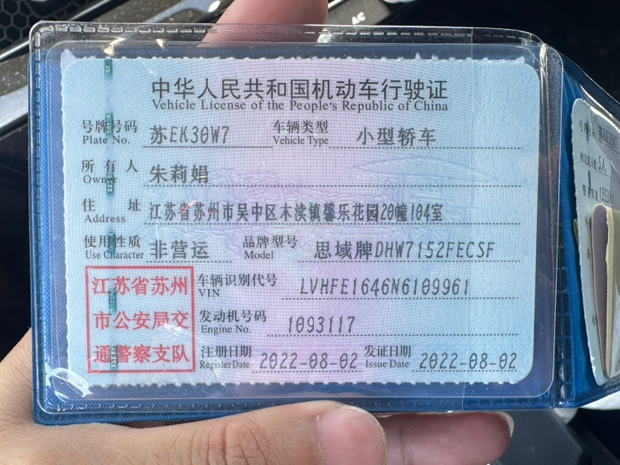 中华人民共和国机动车行驶证
Vehicle License of the People's Republic of China
号牌号码 苏EK30W7 车辆类型 小型轿车
Plate No. Vehicle Type
所有人 朱莉娟
Owner
住址 江苏省苏州市吴中区木渎镇馨乐花园20幢104室
Address
使用性质 非营运 品牌型号 思域牌DHW7152FECSF
Use Character Model
江苏省苏州
市公安局交
通警察支队
车辆识别代号 LVHFE1646N6109961
VIN
发动机号码 1093117
Engine No.
注册日期 2022-08-02 发证日期 2022-08-02
Register Date Issue Date